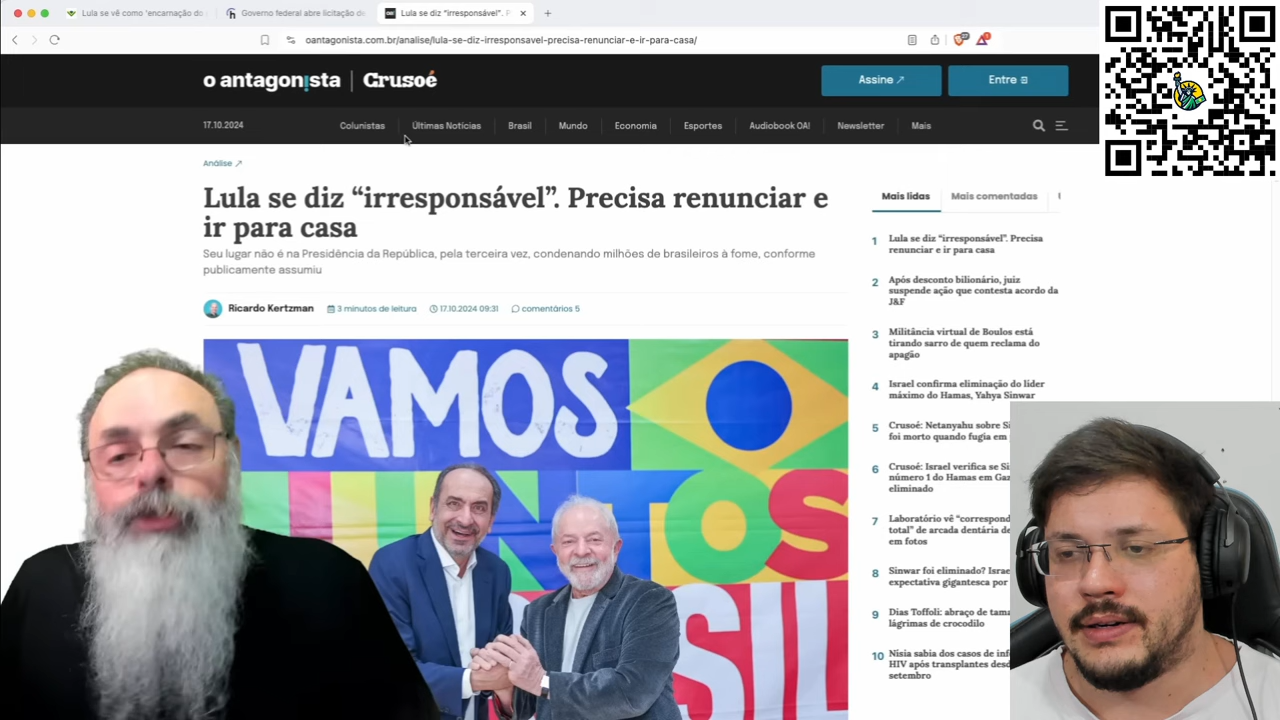 Lula se vê como 'encarnação do
Governo federal abre licitação de
Lula se diz "irresponsável". P
oantagonista.com.br/analise/lula-se-diz-irresponsavel-precisa-renunciar-e-ir-para-casa/
o antagonista | Crusoé
Assine
Entre
17.10.2024
Colunistas
Últimas Notícias
Brasil
Mundo
Economia
Esportes
Audiobook OA!
Newsletter
Mais
Análise
Lula se diz “irresponsável”. Precisa renunciar e
ir para casa
Seu lugar não é na Presidência da República, pela terceira vez, condenando milhões de brasileiros à fome, conforme
publicamente assumiu
Ricardo Kertzman
3 minutos de leitura
17.10.2024 09:31
comentários 5
VAMOS
SIL
Mais lidas
Mais comentadas
1 Lula se diz “irresponsável”. Precisa
renunciar e ir para casa
2 Após desconto bilionário, juiz
suspende ação que contesta acordo da
J&F
3 Militância virtual de Boulos está
tirando sarro de quem reclama do
apagão
4 Israel confirma eliminação do líder
máximo do Hamas, Yahya Sinwar
5 Crusoé: Netanyahu sobre Si
foi morto quando fugia em
6 Crusoé: Israel verifica se Si
número 1 do Hamas em Gaz
eliminado
7 Laboratório vê “correspond
total” de arcada dentária de
em fotos
8 Sinwar foi eliminado? Israe
expectativa gigantesca por
9 Dias Toffoli: abraço de tama
lágrimas de crocodilo
10 Nísia sabia dos casos de inf
HIV após transplantes desd
setembro